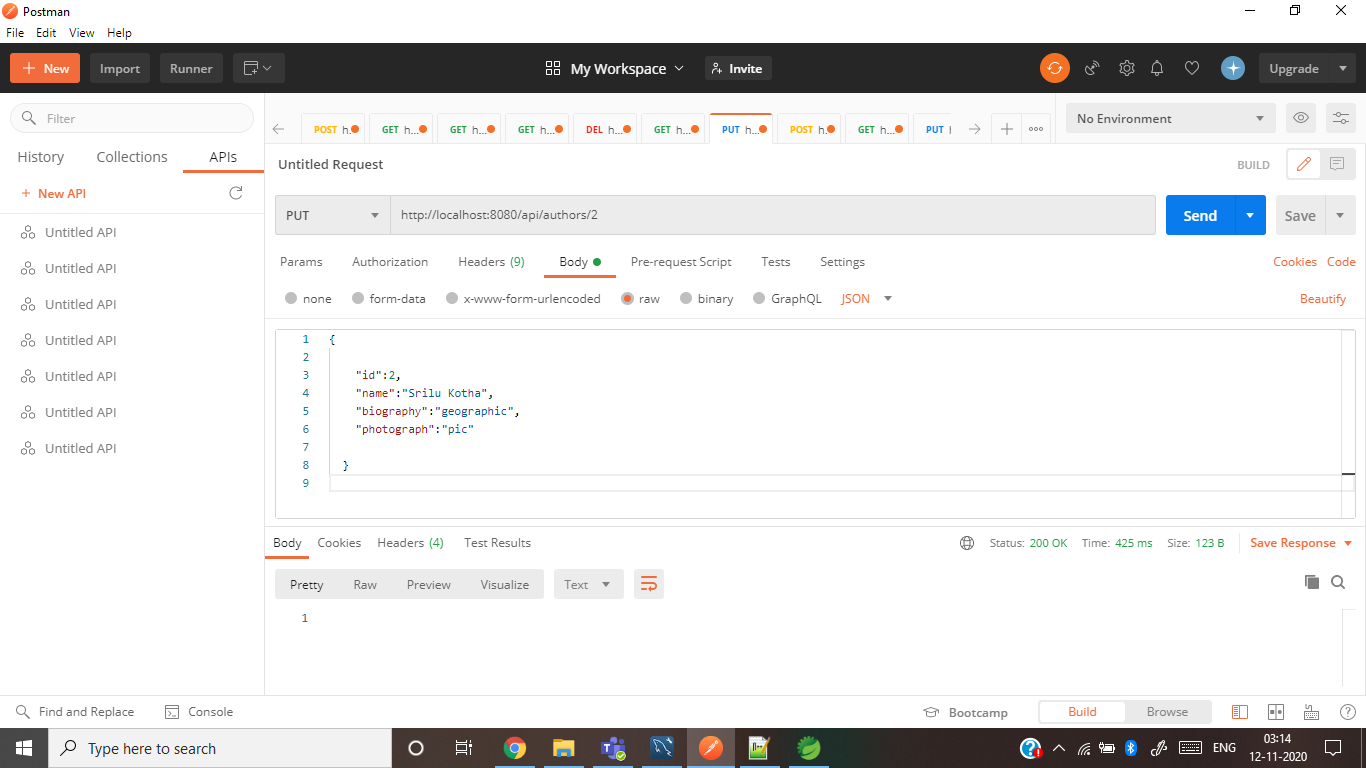 Postman
File Edit View Help
New Import Runner My Workspace Invite Upgrade
Filter
POST h... GET h... GET h... GET h... DEL h... GET h... PUT h... POST h... GET h... PUT No Environment
History Collections APIs
Untitled Request BUILD
+ New API
PUT http://localhost:8080/api/authors/2 Send Save
Untitled API
Untitled API
Untitled API
Untitled API
Untitled API
Untitled API
Untitled API
Params Authorization Headers (9) Body Pre-request Script Tests Settings Cookies Code
none form-data x-www-form-urlencoded raw binary GraphQL JSON Beautify
1 {
2
3 "id":2,
4 "name":"Srilu Kotha",
5 "biography":"geographic",
6 "photograph":"pic"
7
8 }
9
Body Cookies Headers (4) Test Results Status: 200 OK Time: 425 ms Size: 123 B Save Response
Pretty Raw Preview Visualize Text
1
Find and Replace Console Bootcamp Build Browse
Type here to search ENG 03:14
12-11-2020